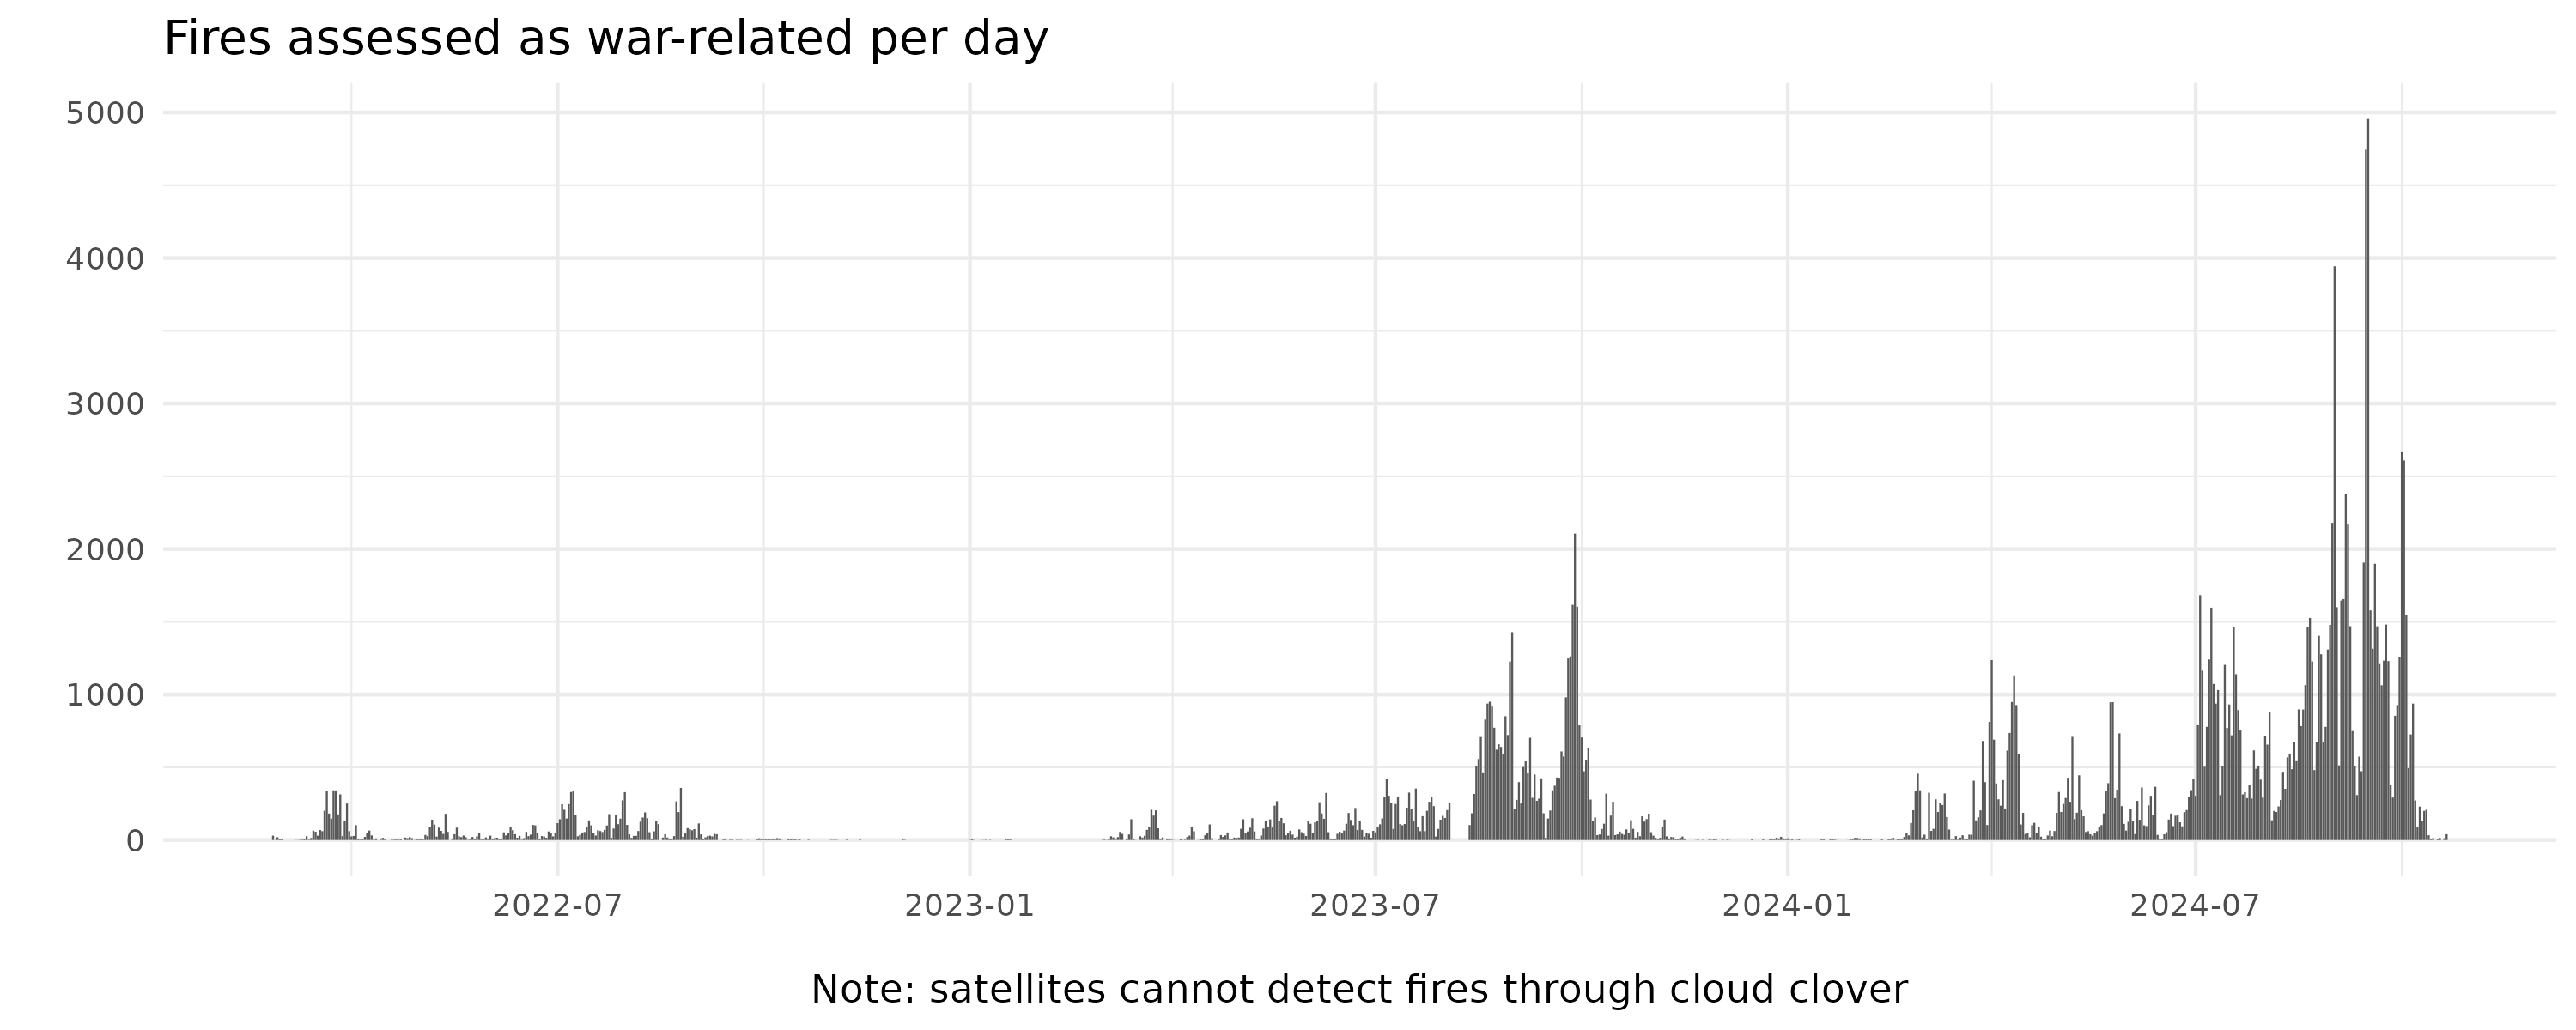 Fires assessed as war-related per day
5000
4000
3000
2000
1000
0
2022-07 2023-01 2023-07 2024-01 2024-07
Note: satellites cannot detect fires through cloud clover